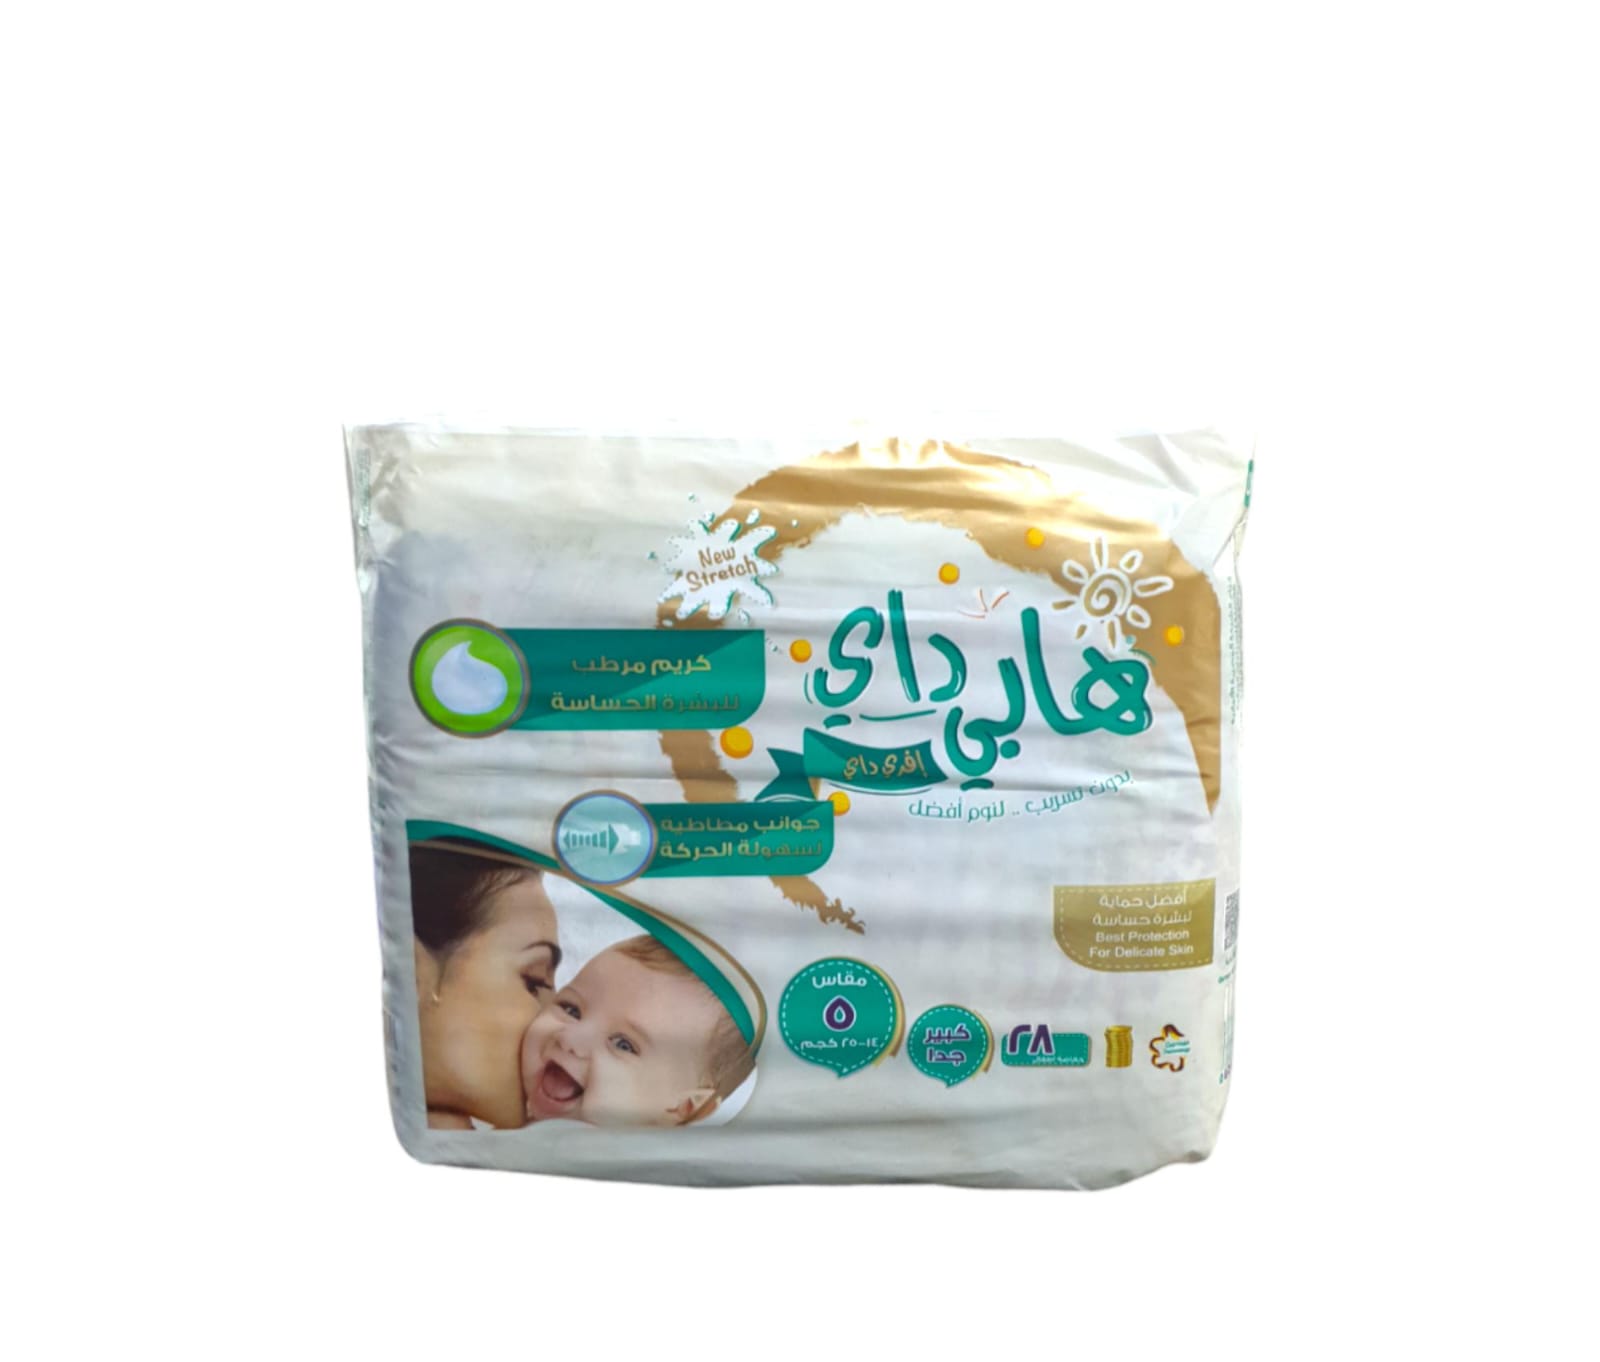 New
Stretch
هابي داي
إفري داي
بدون تسريب .. لنوم أفضل
كريم مرطب
للبشرة الحساسة
جوانب مطاطية
لسهولة الحركة
أفضل حماية
لبشرة حساسة
Best Protection
For Delicate Skin
مقاس
٥
١٤-٢٥ كجم
كبير
جدا
٢٨